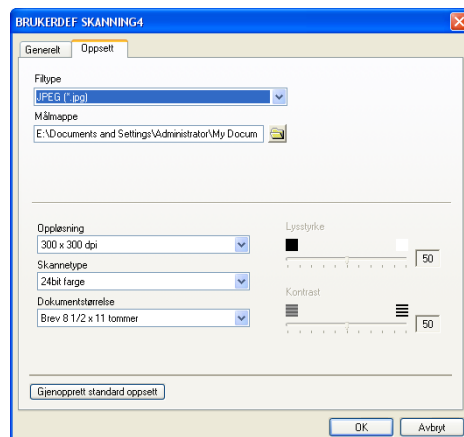 BRUKERDEF SKANNING4
Generelt
Oppsett
Filtype
JPEG (*.jpg)
Målmappe
E:\Documents and Settings\Administrator\My Docum
Oppløsning
300 x 300 dpi
Skannetype
24bit farge
Dokumentstørrelse
Brev 8 1/2 x 11 tommer
Lysstyrke
50
Kontrast
50
Gjenopprett standard oppsett
OK
Avbryt